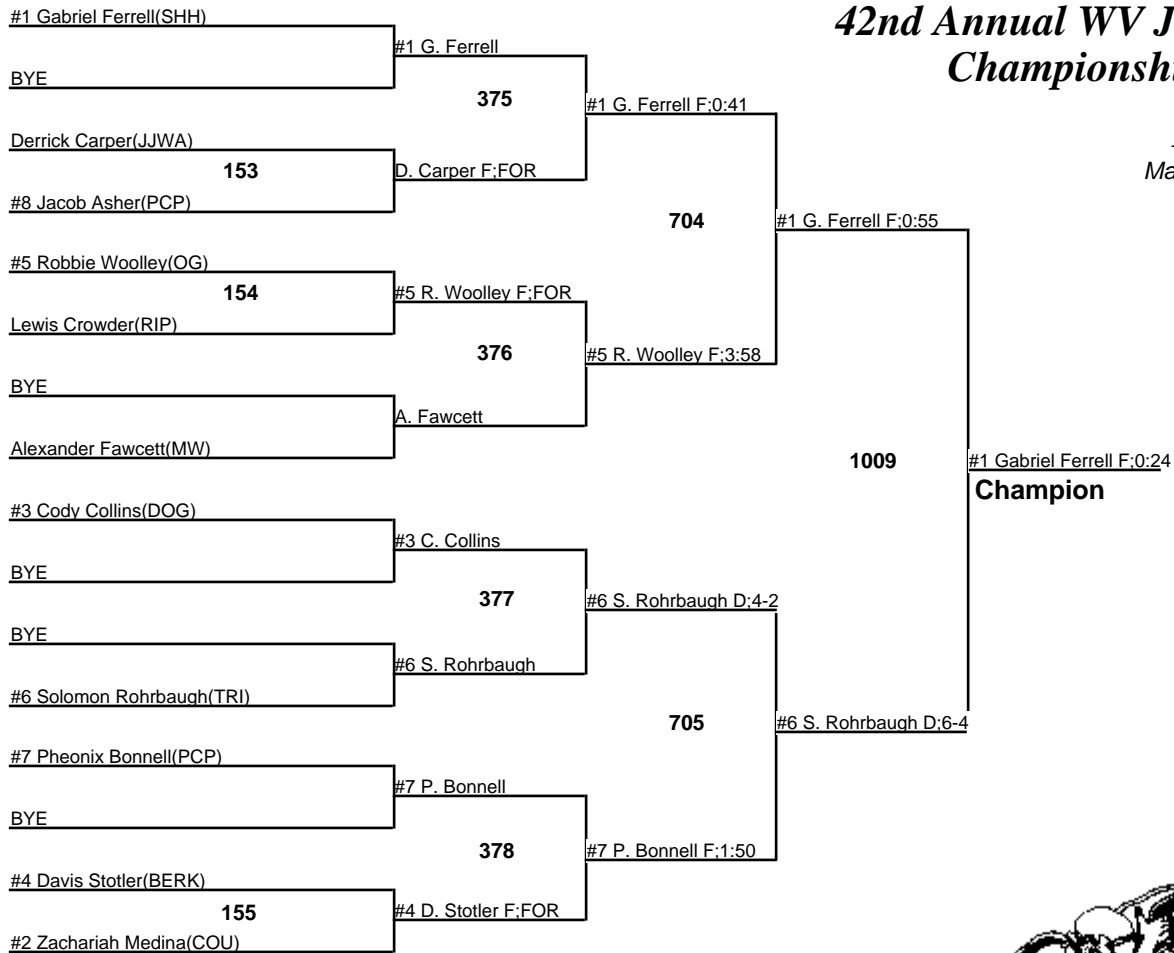 42nd Annual WV J
Championshi
Ma
#1 Gabriel Ferrell(SHH)
#1 G. Ferrell
BYE
375
#1 G. Ferrell F;0:41
Derrick Carper(JJWA)
153
D. Carper F;FOR
#8 Jacob Asher(PCP)
704
#1 G. Ferrell F;0:55
#5 Robbie Woolley(OG)
154
#5 R. Woolley F;FOR
Lewis Crowder(RIP)
376
#5 R. Woolley F;3:58
BYE
A. Fawcett
Alexander Fawcett(MW)
1009
#1 Gabriel Ferrell F;0:24
Champion
#3 Cody Collins(DOG)
#3 C. Collins
BYE
377
#6 S. Rohrbaugh D;4-2
BYE
#6 S. Rohrbaugh
#6 Solomon Rohrbaugh(TRI)
705
#6 S. Rohrbaugh D;6-4
#7 Pheonix Bonnell(PCP)
#7 P. Bonnell
BYE
378
#7 P. Bonnell F;1:50
#4 Davis Stotler(BERK)
155
#4 D. Stotler F;FOR
#2 Zachariah Medina(COU)